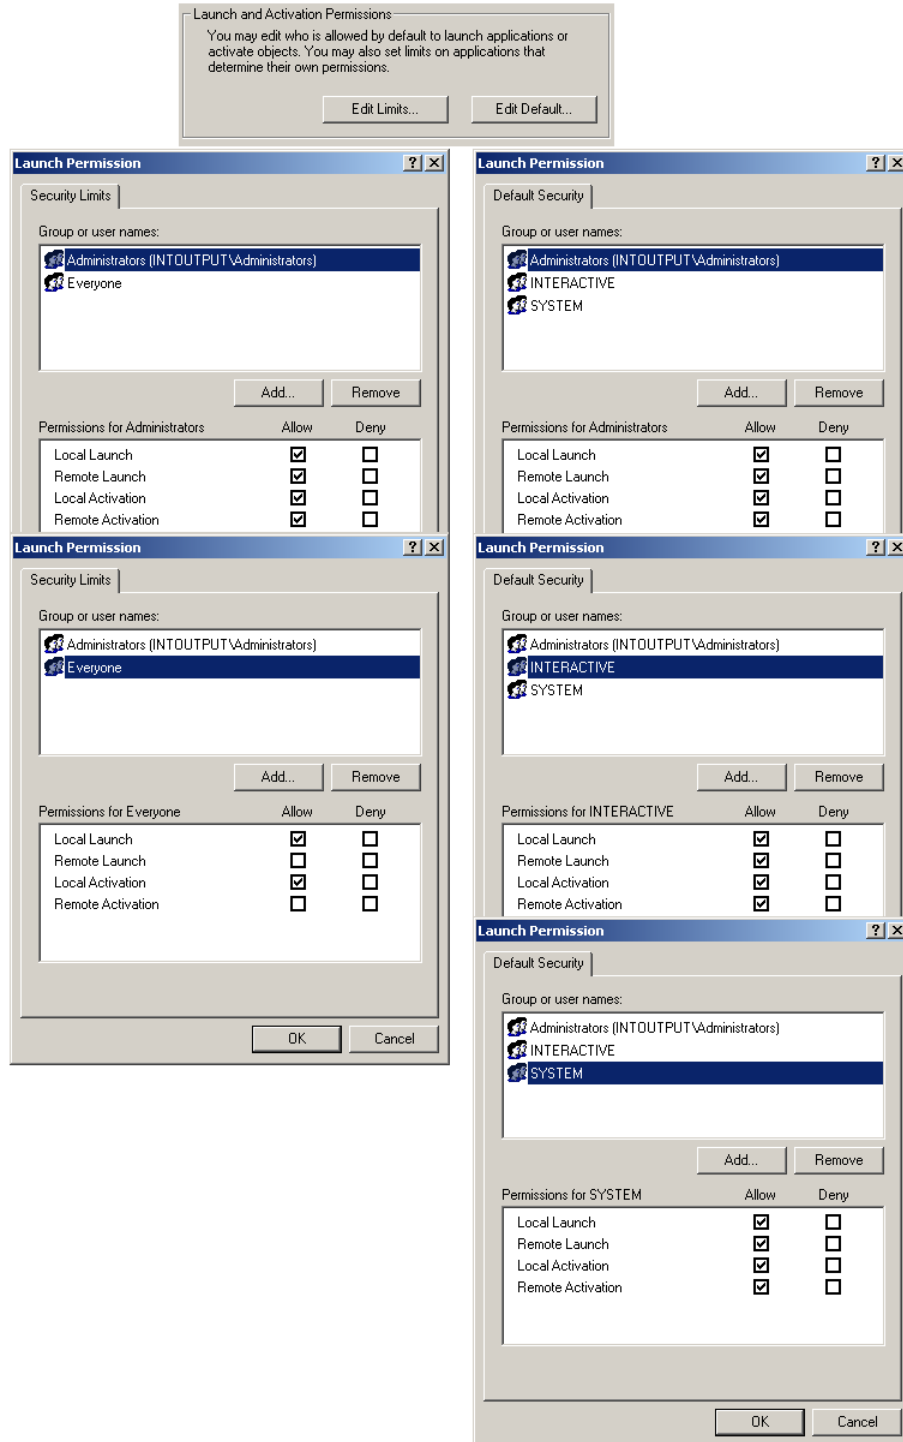 Launch and Activation Permissions
You may edit who is allowed by default to launch applications or
activate objects. You may also set limits on applications that
determine their own permissions.
Edit Limits...
Edit Default...
Launch Permission
Security Limits
Group or user names:
Administrators (INTOUTPUT\Administrators)
Everyone
Add...
Remove
Permissions for Administrators Allow Deny
Local Launch
Remote Launch
Local Activation
Remote Activation
Launch Permission
Default Security
Group or user names:
Administrators (INTOUTPUT\Administrators)
INTERACTIVE
SYSTEM
Add...
Remove
Permissions for Administrators Allow Deny
Local Launch
Remote Launch
Local Activation
Remote Activation
Launch Permission
Security Limits
Group or user names:
Administrators (INTOUTPUT\Administrators)
Everyone
Add...
Remove
Permissions for Everyone Allow Deny
Local Launch
Remote Launch
Local Activation
Remote Activation
OK
Cancel
Launch Permission
Default Security
Group or user names:
Administrators (INTOUTPUT\Administrators)
INTERACTIVE
SYSTEM
Add...
Remove
Permissions for INTERACTIVE Allow Deny
Local Launch
Remote Launch
Local Activation
Remote Activation
Launch Permission
Default Security
Group or user names:
Administrators (INTOUTPUT\Administrators)
INTERACTIVE
SYSTEM
Add...
Remove
Permissions for SYSTEM Allow Deny
Local Launch
Remote Launch
Local Activation
Remote Activation
OK
Cancel